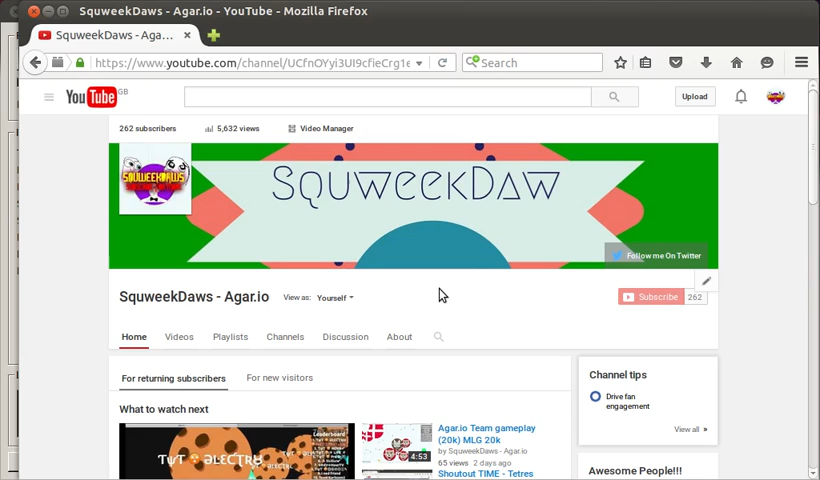 SquweekDaws - Agar.io - YouTube - Mozilla Firefox
SquweekDaws - Aga...
https://www.youtube.com/channel/UCfnOYyi3UI9cfieCrg1e
Search
YouTube GB
Upload
262 subscribers
5,632 views
Video Manager
SQUWEEKDAWS
SquweekDaw
Follow me On Twitter
SquweekDaws - Agar.io
View as:
Yourself
Subscribe
262
Home
Videos
Playlists
Channels
Discussion
About
For returning subscribers
For new visitors
What to watch next
Leaderboard
4:53
Agar.io Team gameplay
(20k) MLG 20k
by SquweekDaws - Agar.io
65 views 2 days ago
Shoutout TIME - Tetres
Channel tips
Drive fan
engagement
View all »
Awesome People!!!